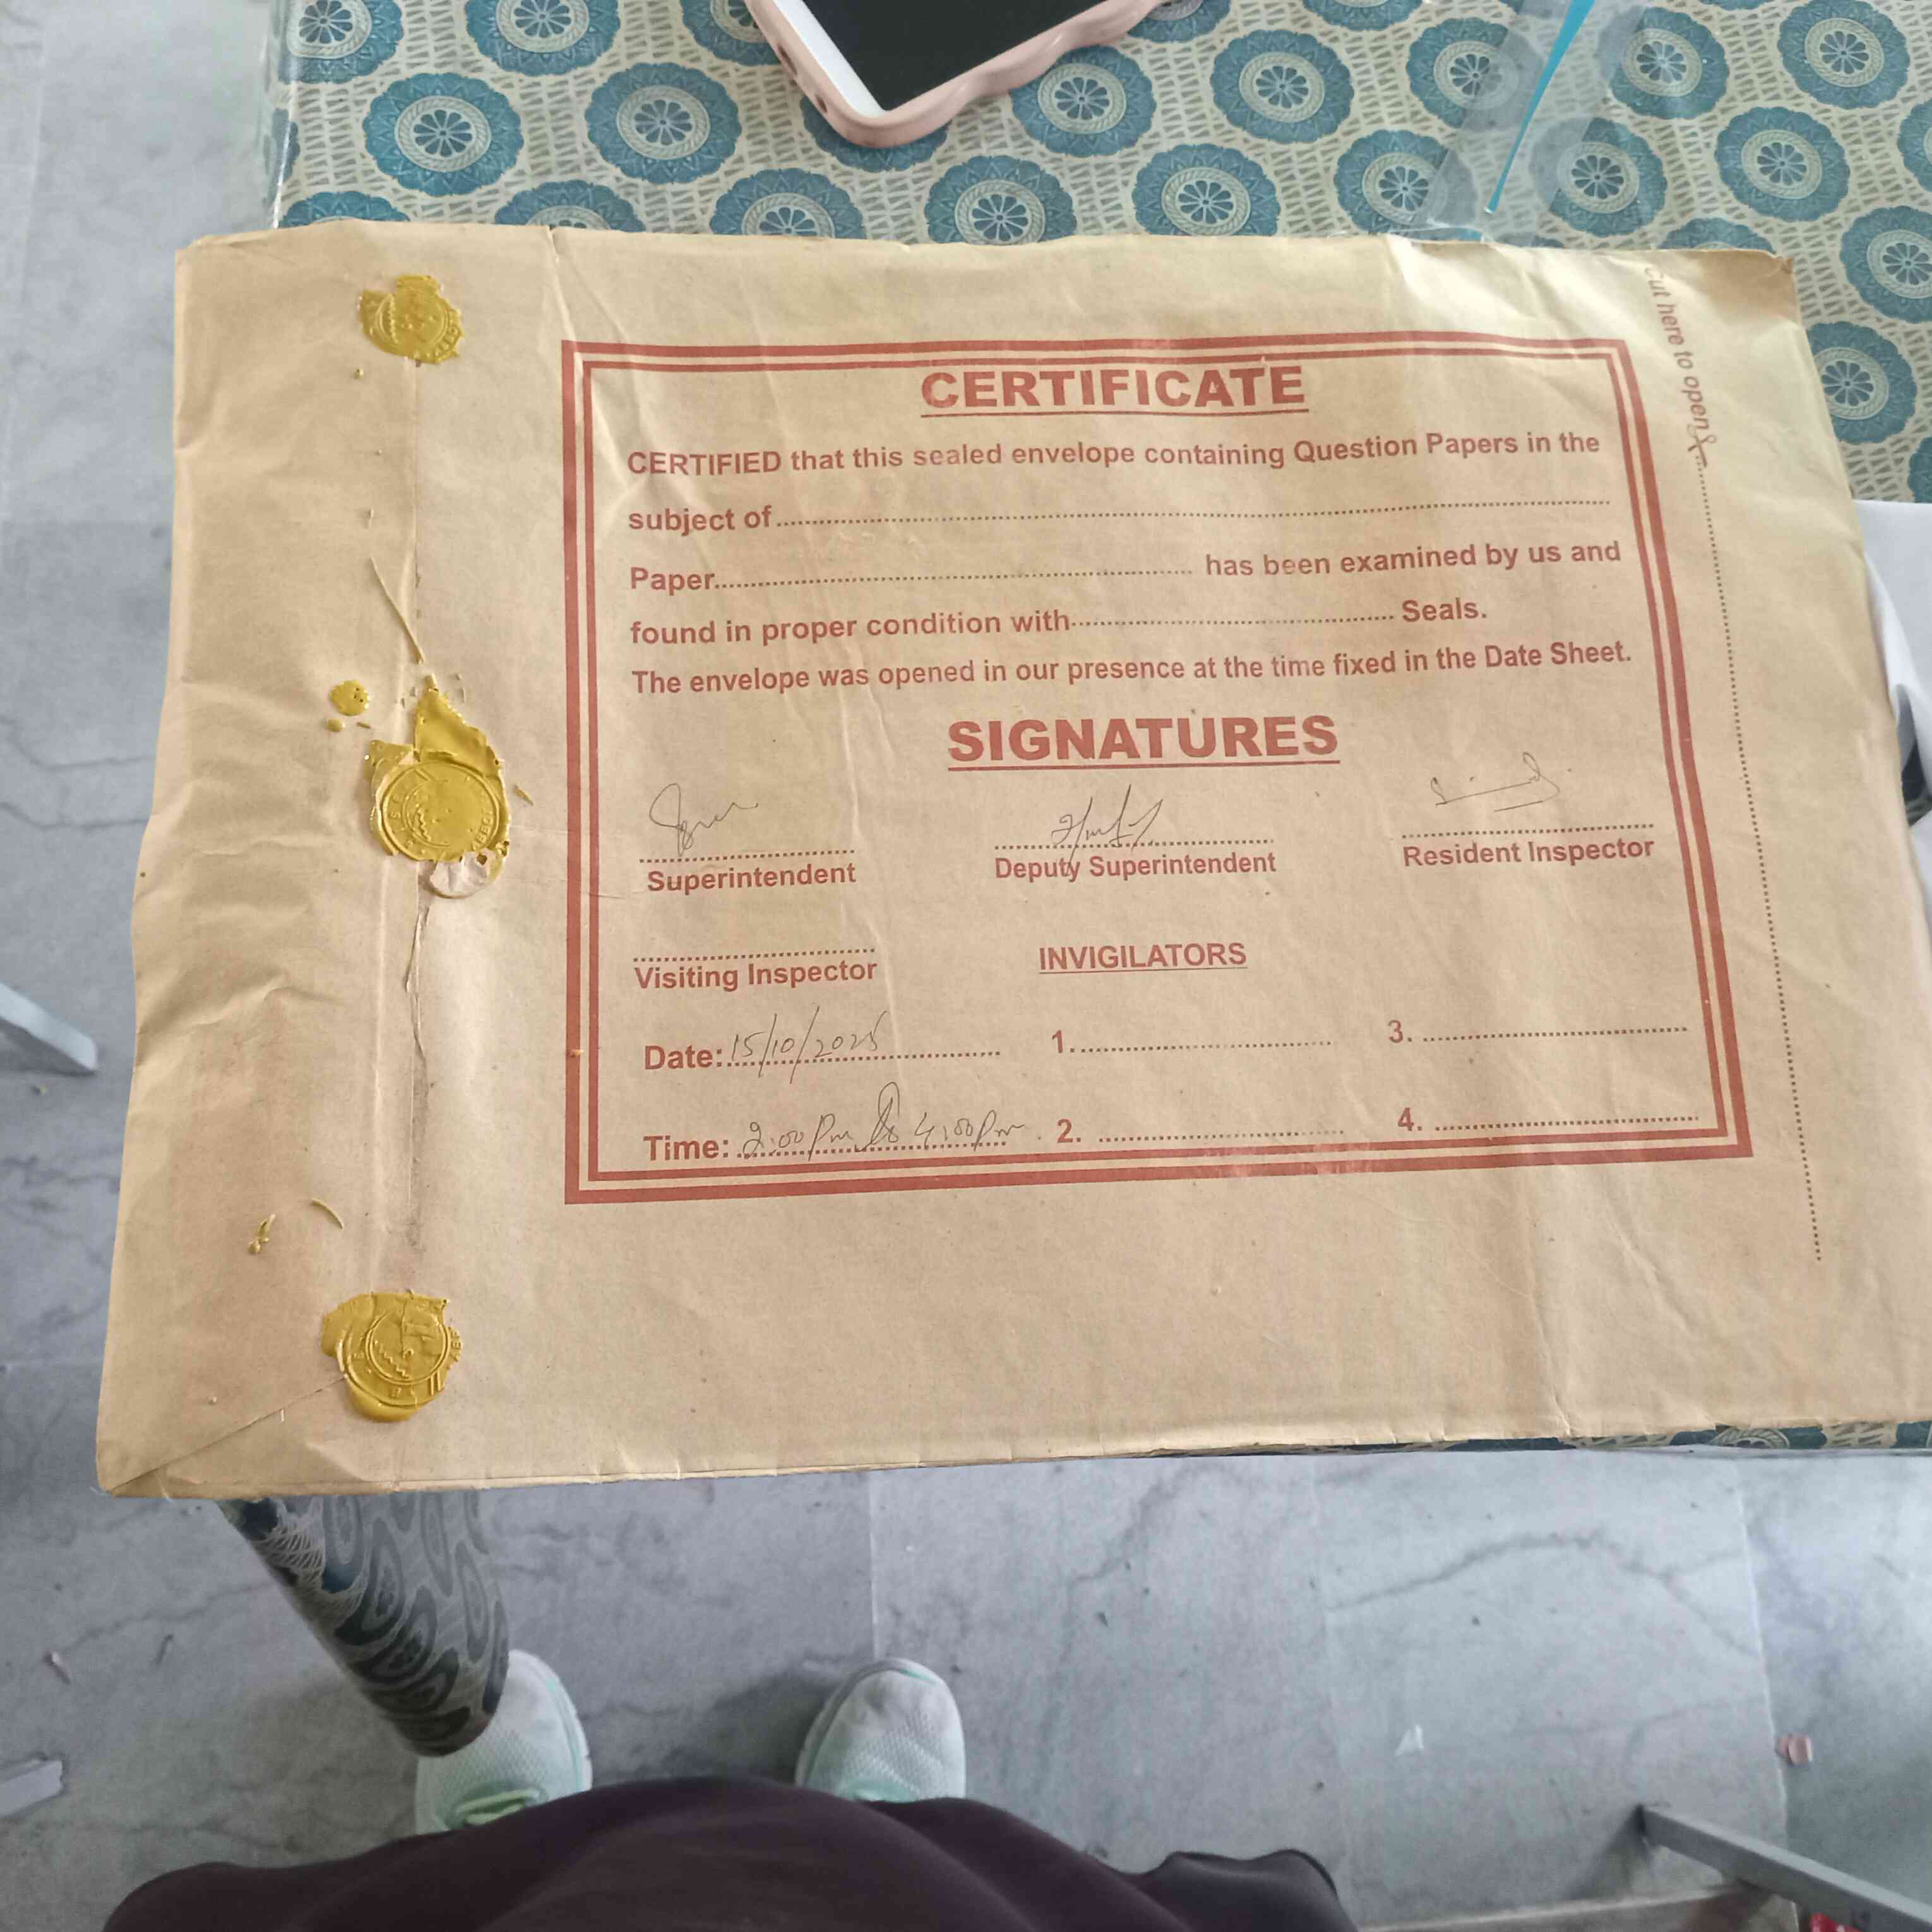 cut here to open
CERTIFICATE
CERTIFIED that this sealed envelope containing Question Papers in the
subject of........................................
Paper........................................ has been examined by us and
found in proper condition with........................................ Seals.
The envelope was opened in our presence at the time fixed in the Date Sheet.
SIGNATURES
Superintendent Deputy Superintendent Resident Inspector
Visiting Inspector INVIGILATORS
Date: 15/10/2025 1. 3.
Time: 2:00 Pm to 4:00 Pm 2. 4.